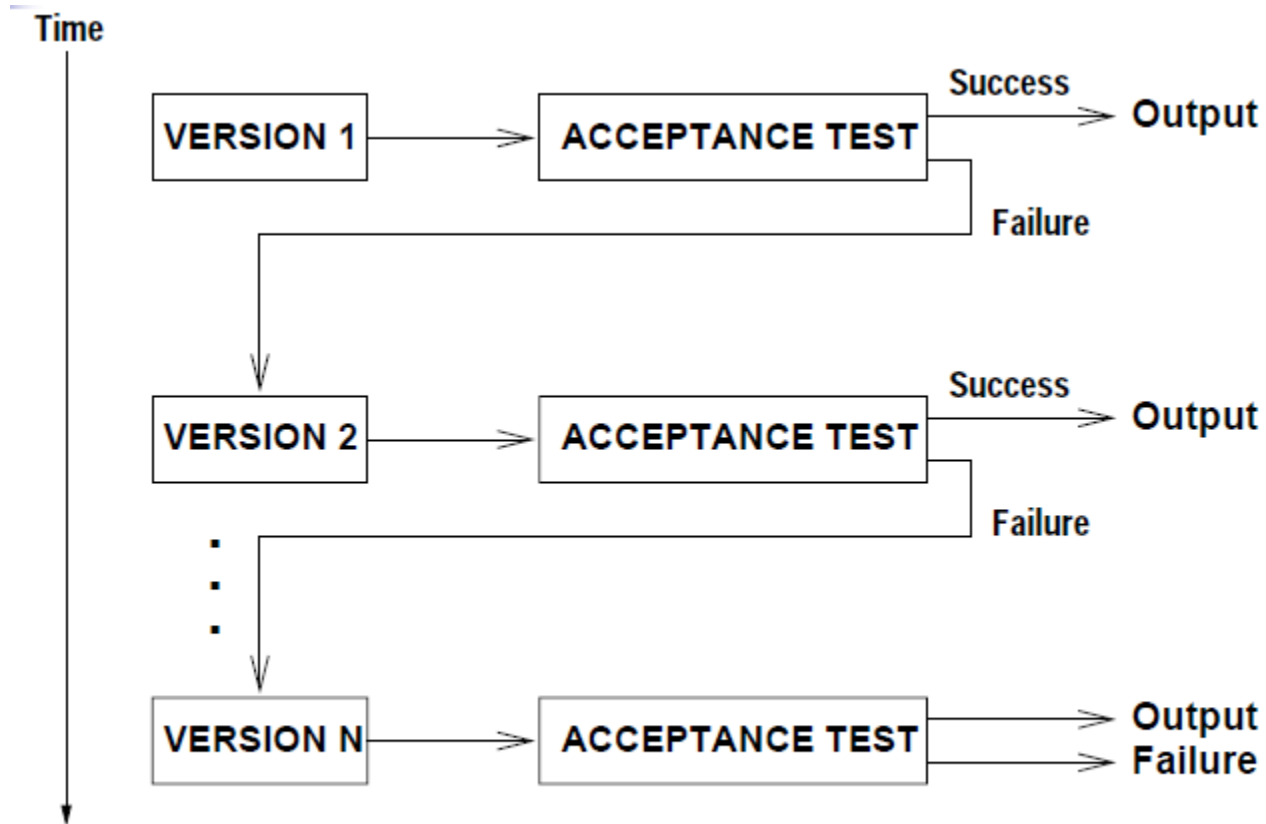 Time
Success
VERSION 1
ACCEPTANCE TEST
Output
Failure
Success
VERSION 2
ACCEPTANCE TEST
Output
Failure
.
.
.
VERSION N
ACCEPTANCE TEST
Output
Failure